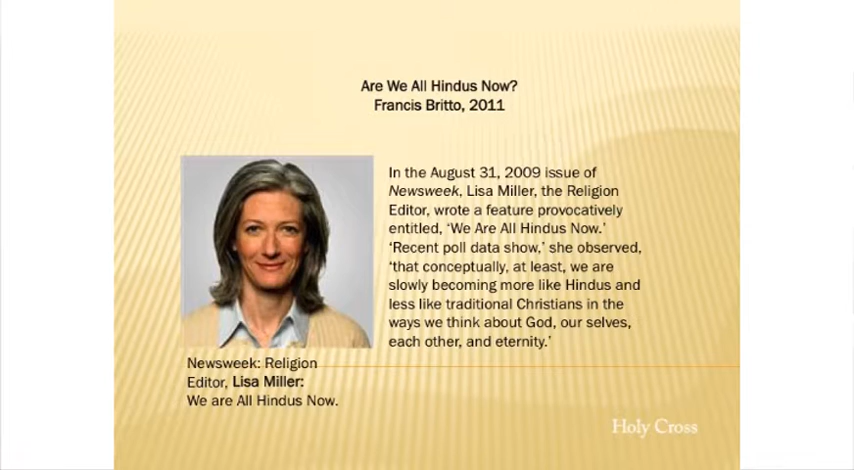 Are We All Hindus Now?
Francis Britto, 2011
In the August 31, 2009 issue of
Newsweek, Lisa Miller, the Religion
Editor, wrote a feature provocatively
entitled, ‘We Are All Hindus Now.’
‘Recent poll data show,’ she observed,
‘that conceptually, at least, we are
slowly becoming more like Hindus and
less like traditional Christians in the
ways we think about God, our selves,
each other, and eternity.’
Newsweek: Religion
Editor, Lisa Miller:
We are All Hindus Now.
Holy Cross